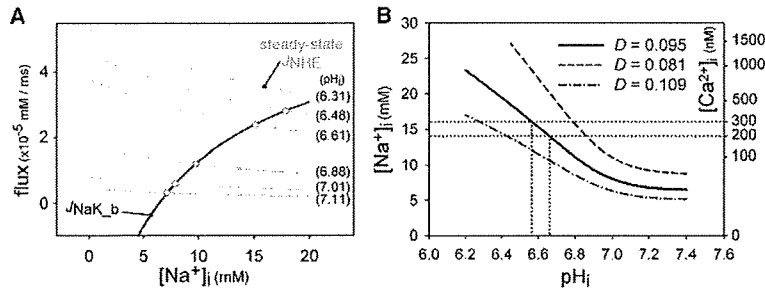 A
steady-state
JNHE
(pHi)
(6.31)
(6.48)
(6.61)
(6.88)
(7.01)
(7.11)
JNaK_b
flux (x10-5 mM / ms)
4
2
0
0
5
10
15
20
[Na+]i (mM)
B
D = 0.095
D = 0.081
D = 0.109
[Na+]i (mM)
30
25
20
15
10
5
0
[Ca2+]i (nM)
1500
1000
500
300
200
100
0
6.0
6.2
6.4
6.6
6.8
7.0
7.2
7.4
7.6
pHi